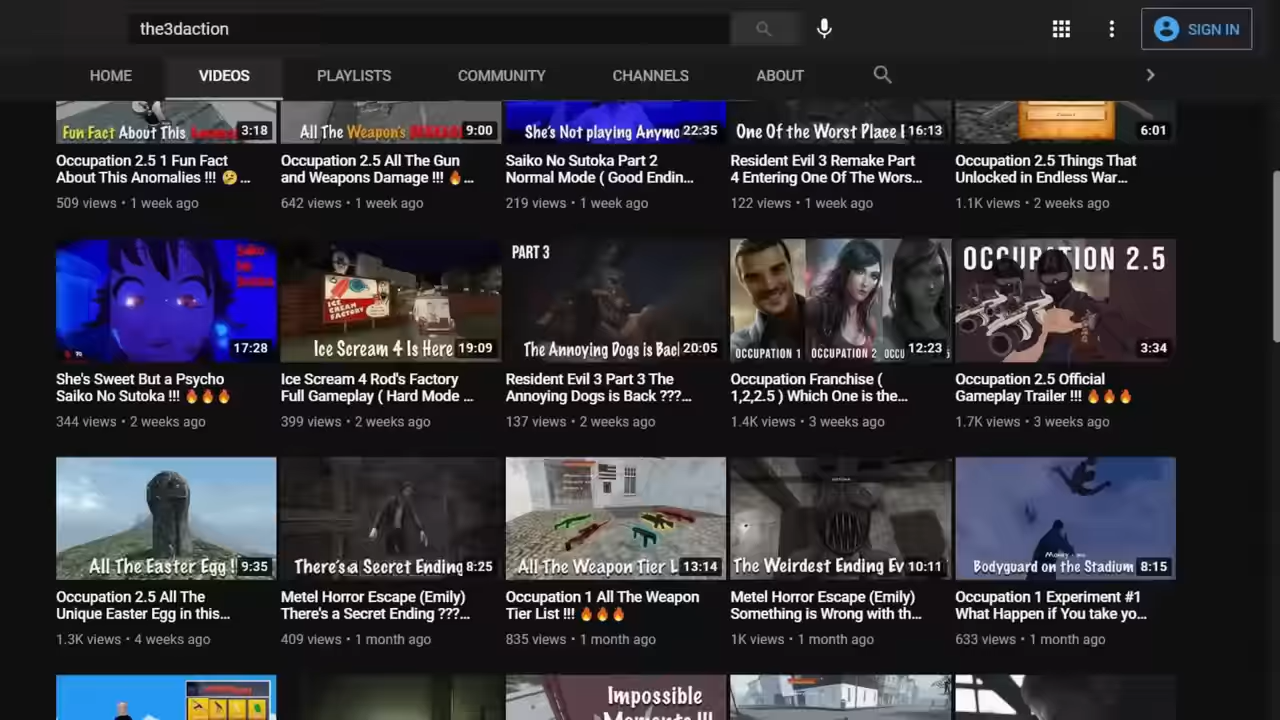 the3daction
SIGN IN
HOME VIDEOS PLAYLISTS COMMUNITY CHANNELS ABOUT
Fun Fact About This 3:18
All The Weapon's 9:00
She's Not playing Anymo 22:35
One Of the Worst Place 16:13
6:01
Occupation 2.5 1 Fun Fact
About This Anomalies !!! 🤔...
509 views • 1 week ago
Occupation 2.5 All The Gun
and Weapons Damage !!! 🔥...
642 views • 1 week ago
Saiko No Sutoka Part 2
Normal Mode ( Good Endin...
219 views • 1 week ago
Resident Evil 3 Remake Part
4 Entering One Of The Wors...
122 views • 1 week ago
Occupation 2.5 Things That
Unlocked in Endless War...
1.1K views • 2 weeks ago
17:28
ICE
CREAM
FACTORY
Ice Scream 4 Is Here 19:09
PART 3
The Annoying Dogs is Bac 20:05
OCCUPATION 1 OCCUPATION 2 OCCU 12:23
OCCUPATION 2.5
3:34
She's Sweet But a Psycho
Saiko No Sutoka !!! 🔥🔥🔥
344 views • 2 weeks ago
Ice Scream 4 Rod's Factory
Full Gameplay ( Hard Mode ...
399 views • 2 weeks ago
Resident Evil 3 Part 3 The
Annoying Dogs is Back ???...
137 views • 2 weeks ago
Occupation Franchise (
1,2,2.5 ) Which One is the...
1.4K views • 3 weeks ago
Occupation 2.5 Official
Gameplay Trailer !!! 🔥🔥🔥
1.7K views • 3 weeks ago
All The Easter Egg ! 9:35
There's a Secret Ending 8:25
All The Weapon Tier L 13:14
The Weirdest Ending Ev 10:11
Bodyguard on the Stadium 8:15
Occupation 2.5 All The
Unique Easter Egg in this...
1.3K views • 4 weeks ago
Metel Horror Escape (Emily)
There's a Secret Ending ???...
409 views • 1 month ago
Occupation 1 All The Weapon
Tier List !!! 🔥🔥🔥
835 views • 1 month ago
Metel Horror Escape (Emily)
Something is Wrong with th...
1K views • 1 month ago
Occupation 1 Experiment #1
What Happen if You take yo...
633 views • 1 month ago
Impossible
Moments !!!